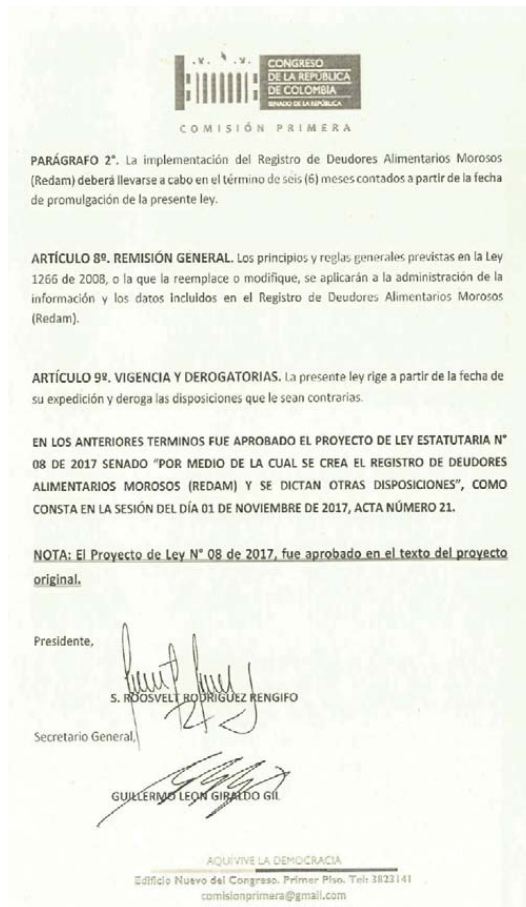 CONGRESO
DE LA REPÚBLICA
DE COLOMBIA
SENADO DE LA REPÚBLICA
COMISIÓN PRIMERA
PARÁGRAFO 2°. La implementación del Registro de Deudores Alimentarios Morosos
(Redam) deberá llevarse a cabo en el término de seis (6) meses contados a partir de la fecha
de promulgación de la presente ley.
ARTÍCULO 8º. REMISIÓN GENERAL. Los principios y reglas generales previstas en la Ley
1266 de 2008, o la que la reemplace o modifique, se aplicarán a la administración de la
información y los datos incluidos en el Registro de Deudores Alimentarios Morosos
(Redam).
ARTÍCULO 9º. VIGENCIA Y DEROGATORIAS. La presente ley rige a partir de la fecha de
su expedición y deroga las disposiciones que le sean contrarias.
EN LOS ANTERIORES TERMINOS FUE APROBADO EL PROYECTO DE LEY ESTATUTARIA N°
08 DE 2017 SENADO "POR MEDIO DE LA CUAL SE CREA EL REGISTRO DE DEUDORES
ALIMENTARIOS MOROSOS (REDAM) Y SE DICTAN OTRAS DISPOSICIONES", COMO
CONSTA EN LA SESIÓN DEL DÍA 01 DE NOVIEMBRE DE 2017, ACTA NÚMERO 21.
NOTA: El Proyecto de Ley N° 08 de 2017, fue aprobado en el texto del proyecto
original.
Presidente,
S. ROOSVELT RODRIGUEZ RENGIFO
Secretario General,
GUILLERMO LEON GIRALDO GIL
AQUIVIVE LA DEMOCRACIA
Edificio Nuevo del Congreso. Primer Piso. Tel: 3823141
comisionprimera@gmail.com